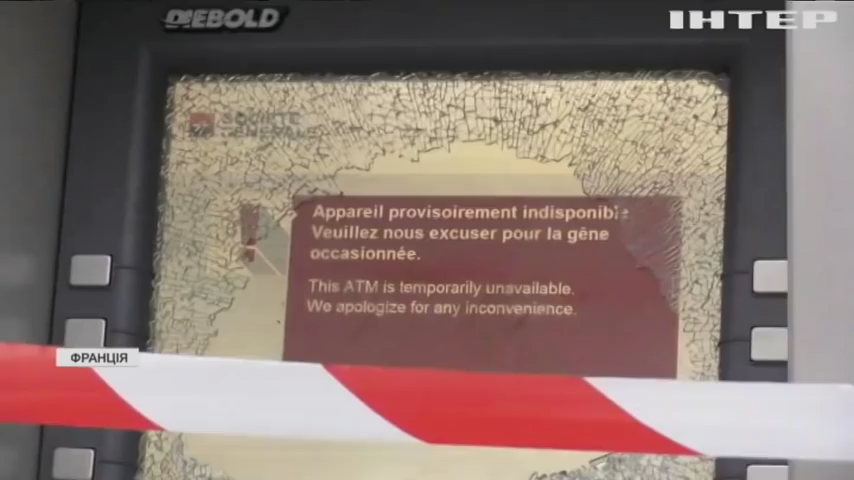 DIEBOLD
ІНТЕР
SOCIETE
GENERALE
Appareil provisoirement indisponible
Veuillez nous excuser pour la gêne
occasionnée.
This ATM is temporarily unavailable.
We apologize for any inconvenience.
ФРАНЦІЯ